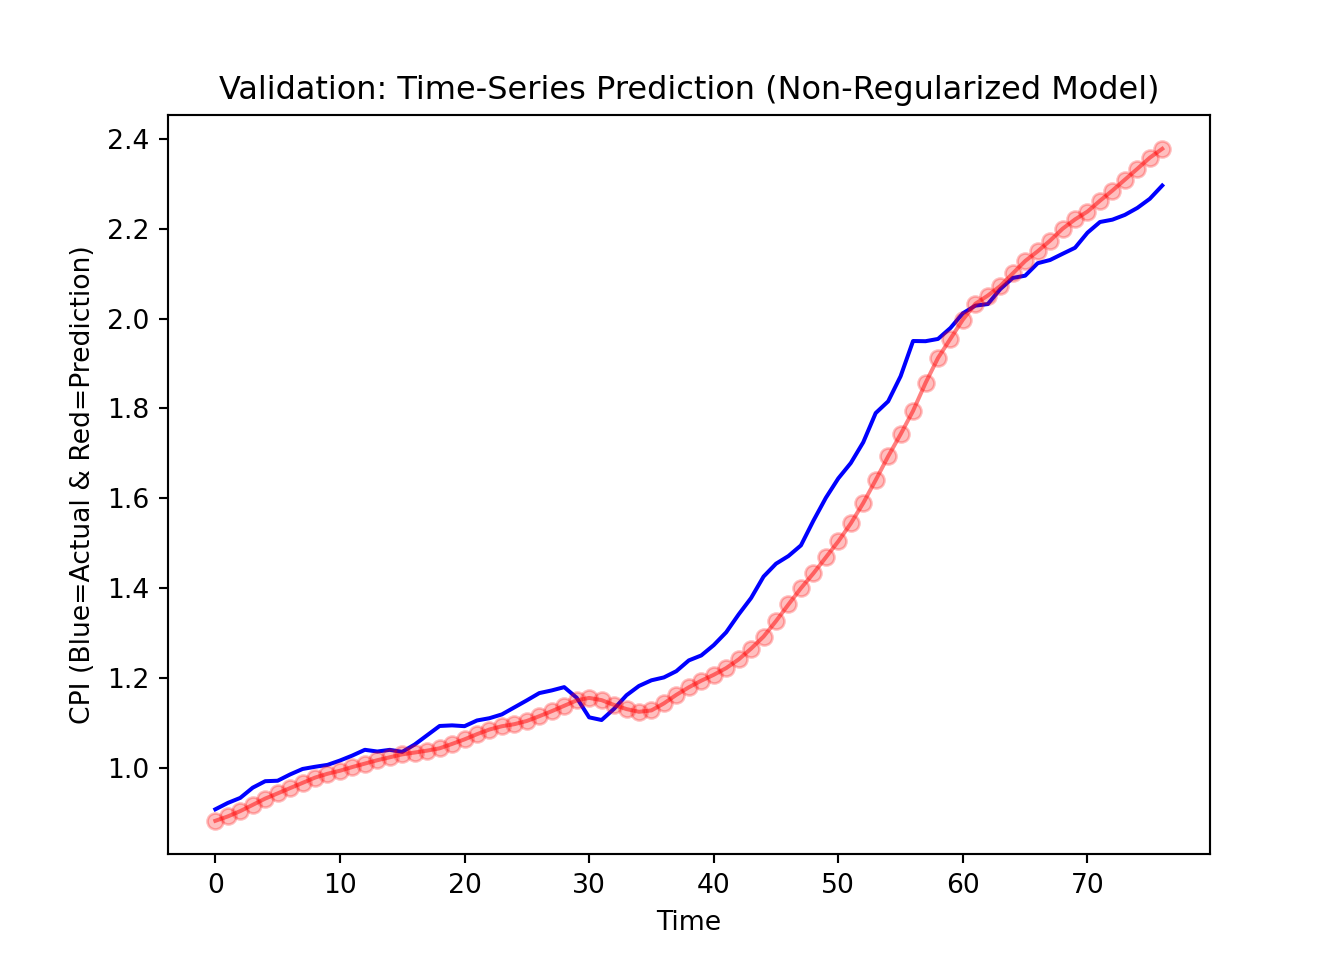 Validation: Time-Series Prediction (Non-Regularized Model)
CPI (Blue=Actual & Red=Prediction)
2.4
2.2
2.0
1.8
1.6
1.4
1.2
1.0
0 10 20 30 40 50 60 70
Time